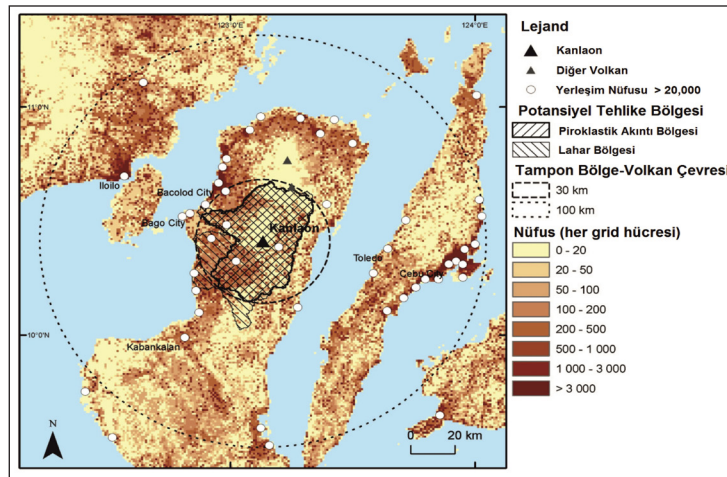 123°0'E
124°0'E
11°0'N
Iloilo
Bacolod City
Bago City
Kanlaon
Toledo
Cebu City
10°0'N
Kabankalan
N
0 20 km
Lejand
Kanlaon
Diğer Volkan
Yerleşim Nüfusu > 20,000
Potansiyel Tehlike Bölgesi
Piroklastik Akıntı Bölgesi
Lahar Bölgesi
Tampon Bölge-Volkan Çevresi
30 km
100 km
Nüfus (her grid hücresi)
0 - 20
20 - 50
50 - 100
100 - 200
200 - 500
500 - 1 000
1 000 - 3 000
> 3 000